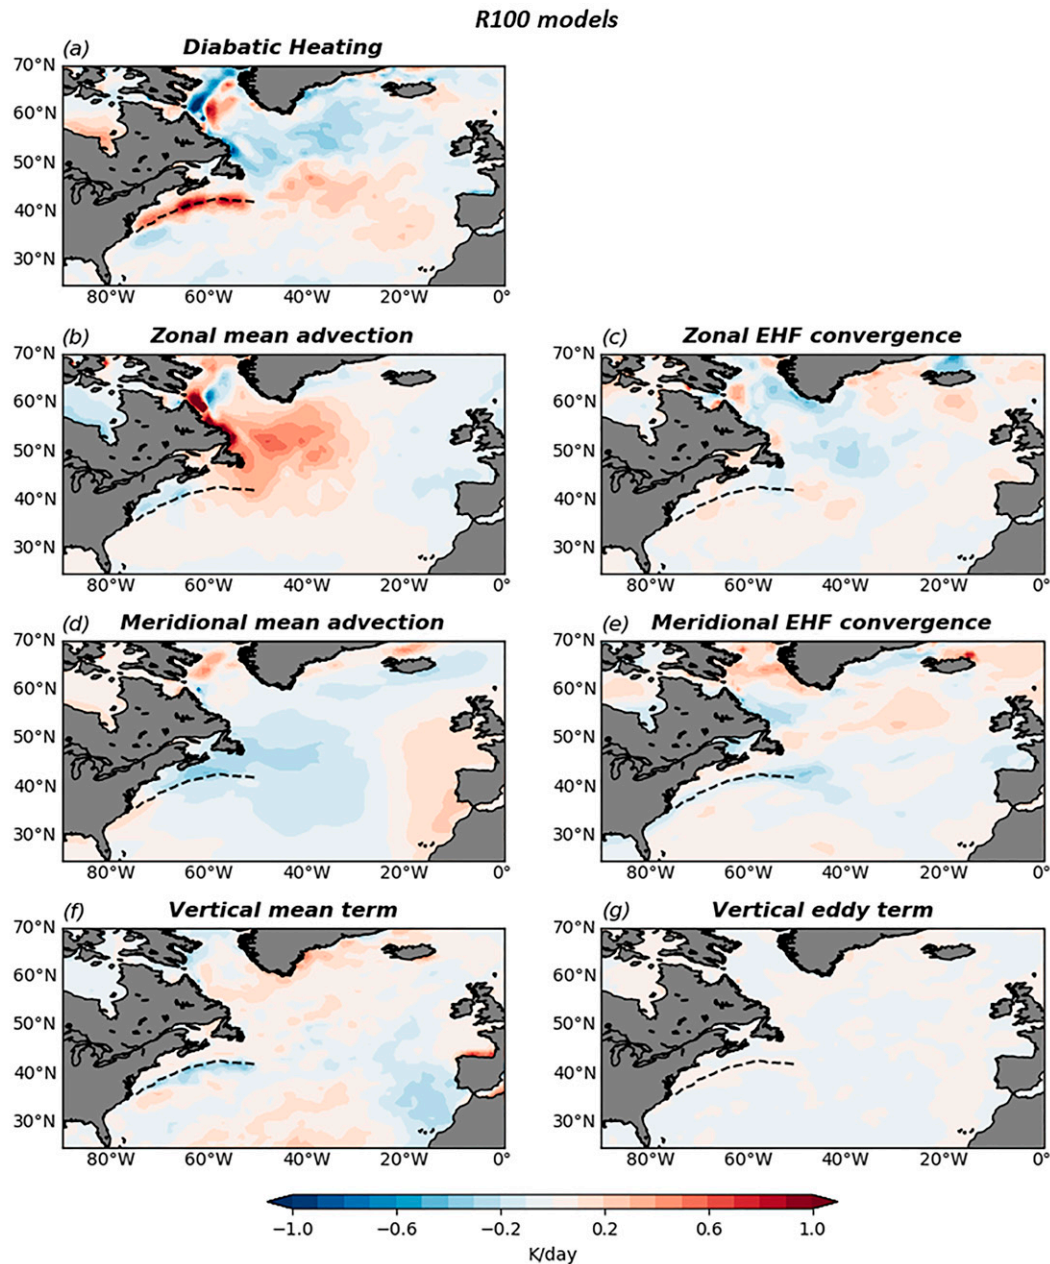 R100 models
(a) Diabatic Heating
70°N
60°N
50°N
40°N
30°N
80°W 60°W 40°W 20°W 0°
(b) Zonal mean advection
70°N
60°N
50°N
40°N
30°N
80°W 60°W 40°W 20°W 0°
(c) Zonal EHF convergence
70°N
60°N
50°N
40°N
30°N
80°W 60°W 40°W 20°W 0°
(d) Meridional mean advection
70°N
60°N
50°N
40°N
30°N
80°W 60°W 40°W 20°W 0°
(e) Meridional EHF convergence
70°N
60°N
50°N
40°N
30°N
80°W 60°W 40°W 20°W 0°
(f) Vertical mean term
70°N
60°N
50°N
40°N
30°N
80°W 60°W 40°W 20°W 0°
(g) Vertical eddy term
70°N
60°N
50°N
40°N
30°N
80°W 60°W 40°W 20°W 0°
−1.0 −0.6 −0.2 0.2 0.6 1.0
K/day